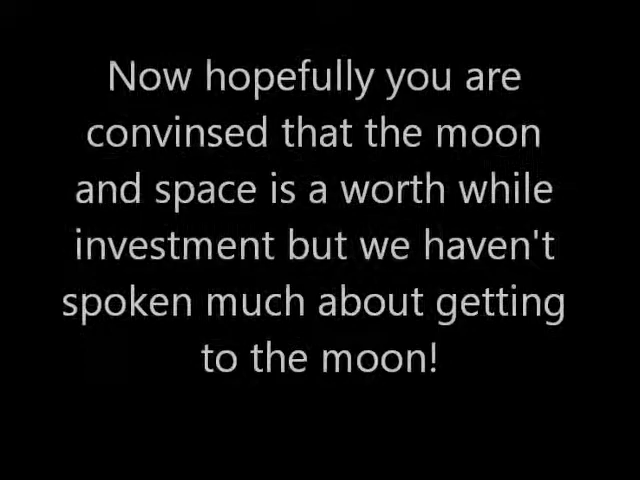 Now hopefully you are
convinsed that the moon
and space is a worth while
investment but we haven't
spoken much about getting
to the moon!